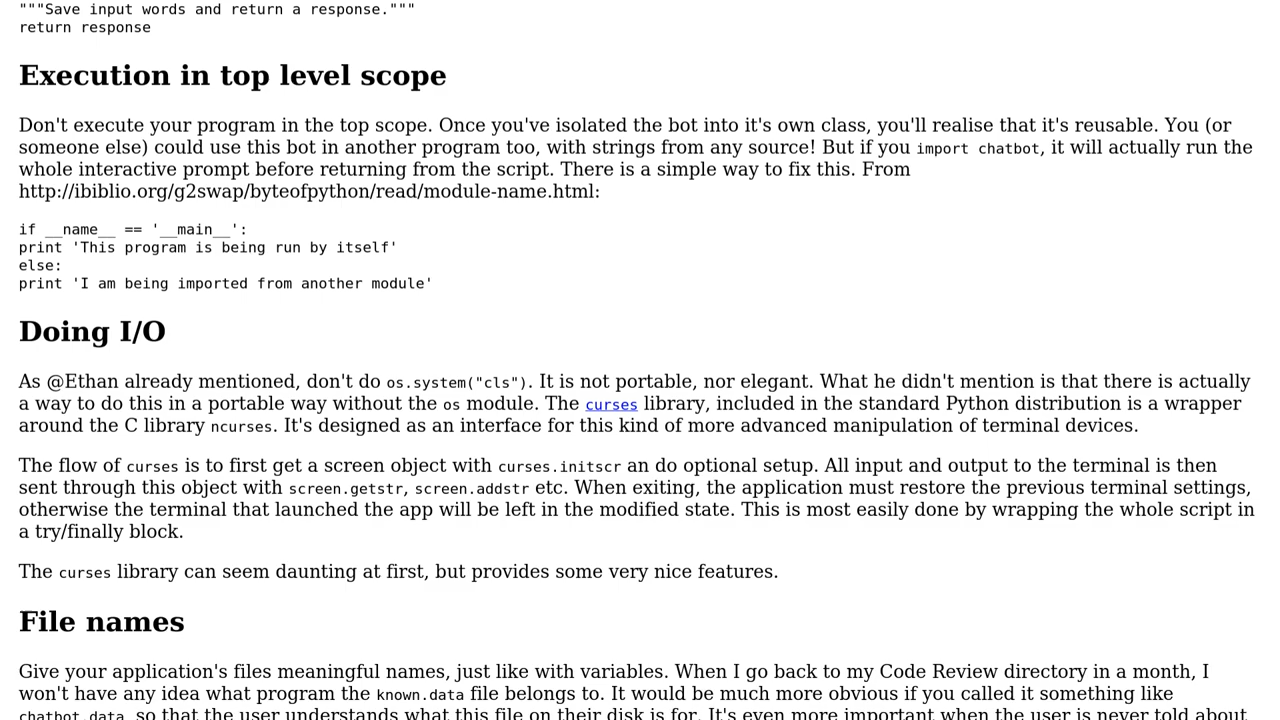 """Save input words and return a response."""
return response
Execution in top level scope
Don't execute your program in the top scope. Once you've isolated the bot into it's own class, you'll realise that it's reusable. You (or
someone else) could use this bot in another program too, with strings from any source! But if you import chatbot, it will actually run the
whole interactive prompt before returning from the script. There is a simple way to fix this. From
http://ibiblio.org/g2swap/byteofpython/read/module-name.html:
if __name__ == '__main__':
print 'This program is being run by itself'
else:
print 'I am being imported from another module'
Doing I/O
As @Ethan already mentioned, don't do os.system("cls"). It is not portable, nor elegant. What he didn't mention is that there is actually
a way to do this in a portable way without the os module. The curses library, included in the standard Python distribution is a wrapper
around the C library ncurses. It's designed as an interface for this kind of more advanced manipulation of terminal devices.
The flow of curses is to first get a screen object with curses.initscr an do optional setup. All input and output to the terminal is then
sent through this object with screen.getstr, screen.addstr etc. When exiting, the application must restore the previous terminal settings,
otherwise the terminal that launched the app will be left in the modified state. This is most easily done by wrapping the whole script in
a try/finally block.
The curses library can seem daunting at first, but provides some very nice features.
File names
Give your application's files meaningful names, just like with variables. When I go back to my Code Review directory in a month, I
won't have any idea what program the known.data file belongs to. It would be much more obvious if you called it something like
chatbot.data, so that the user understands what this file on their disk is for. It's even more important when the user is never told about